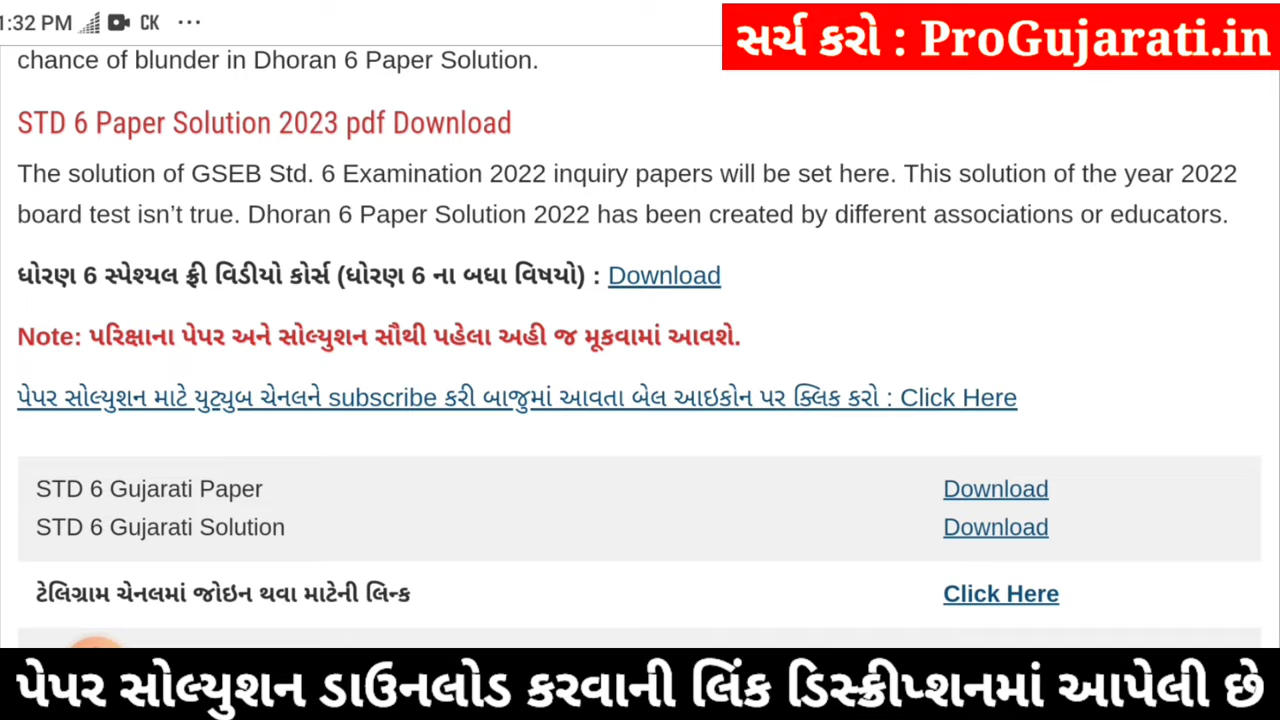 1:32 PM CK ...
સર્ચ કરો : ProGujarati.in
chance of blunder in Dhoran 6 Paper Solution.
STD 6 Paper Solution 2023 pdf Download
The solution of GSEB Std. 6 Examination 2022 inquiry papers will be set here. This solution of the year 2022
board test isn't true. Dhoran 6 Paper Solution 2022 has been created by different associations or educators.
ધોરણ 6 સ્પેશ્યલ ફ્રી વિડીયો કોર્સ (ધોરણ 6 ના બધા વિષયો) : Download
Note: પરિક્ષાના પેપર અને સોલ્યુશન સૌથી પહેલા અહી જ મૂકવામાં આવશે.
પેપર સોલ્યુશન માટે યુટ્યુબ ચેનલને subscribe કરી બાજુમાં આવતા બેલ આઇકોન પર ક્લિક કરો : Click Here
STD 6 Gujarati Paper Download
STD 6 Gujarati Solution Download
ટેલિગ્રામ ચેનલમાં જોઇન થવા માટેની લિન્ક Click Here
પેપર સોલ્યુશન ડાઉનલોડ કરવાની લિંક ડિસ્ક્રીપ્શનમાં આપેલી છે